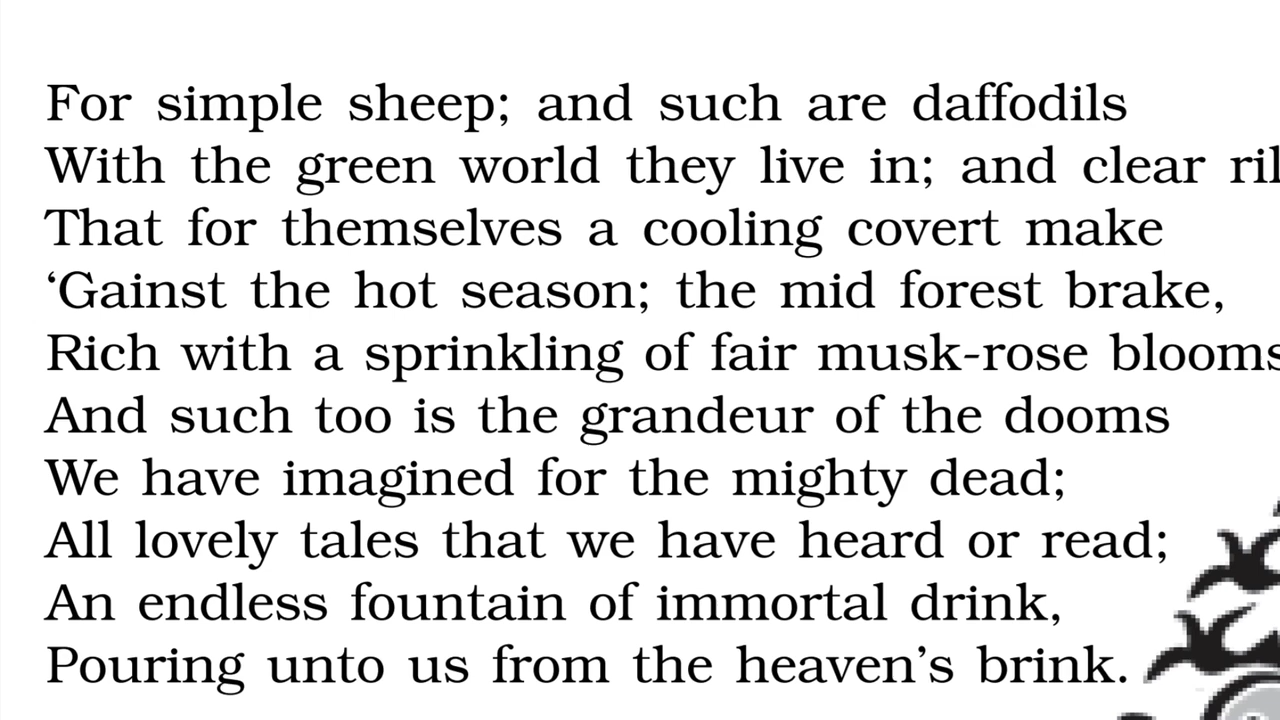 For simple sheep; and such are daffodils
With the green world they live in; and clear
That for themselves a cooling covert make
‘Gainst the hot season; the mid forest brake,
Rich with a sprinkling of fair musk-rose blooms
And such too is the grandeur of the dooms
We have imagined for the mighty dead;
All lovely tales that we have heard or read;
An endless fountain of immortal drink,
Pouring unto us from the heaven’s brink.